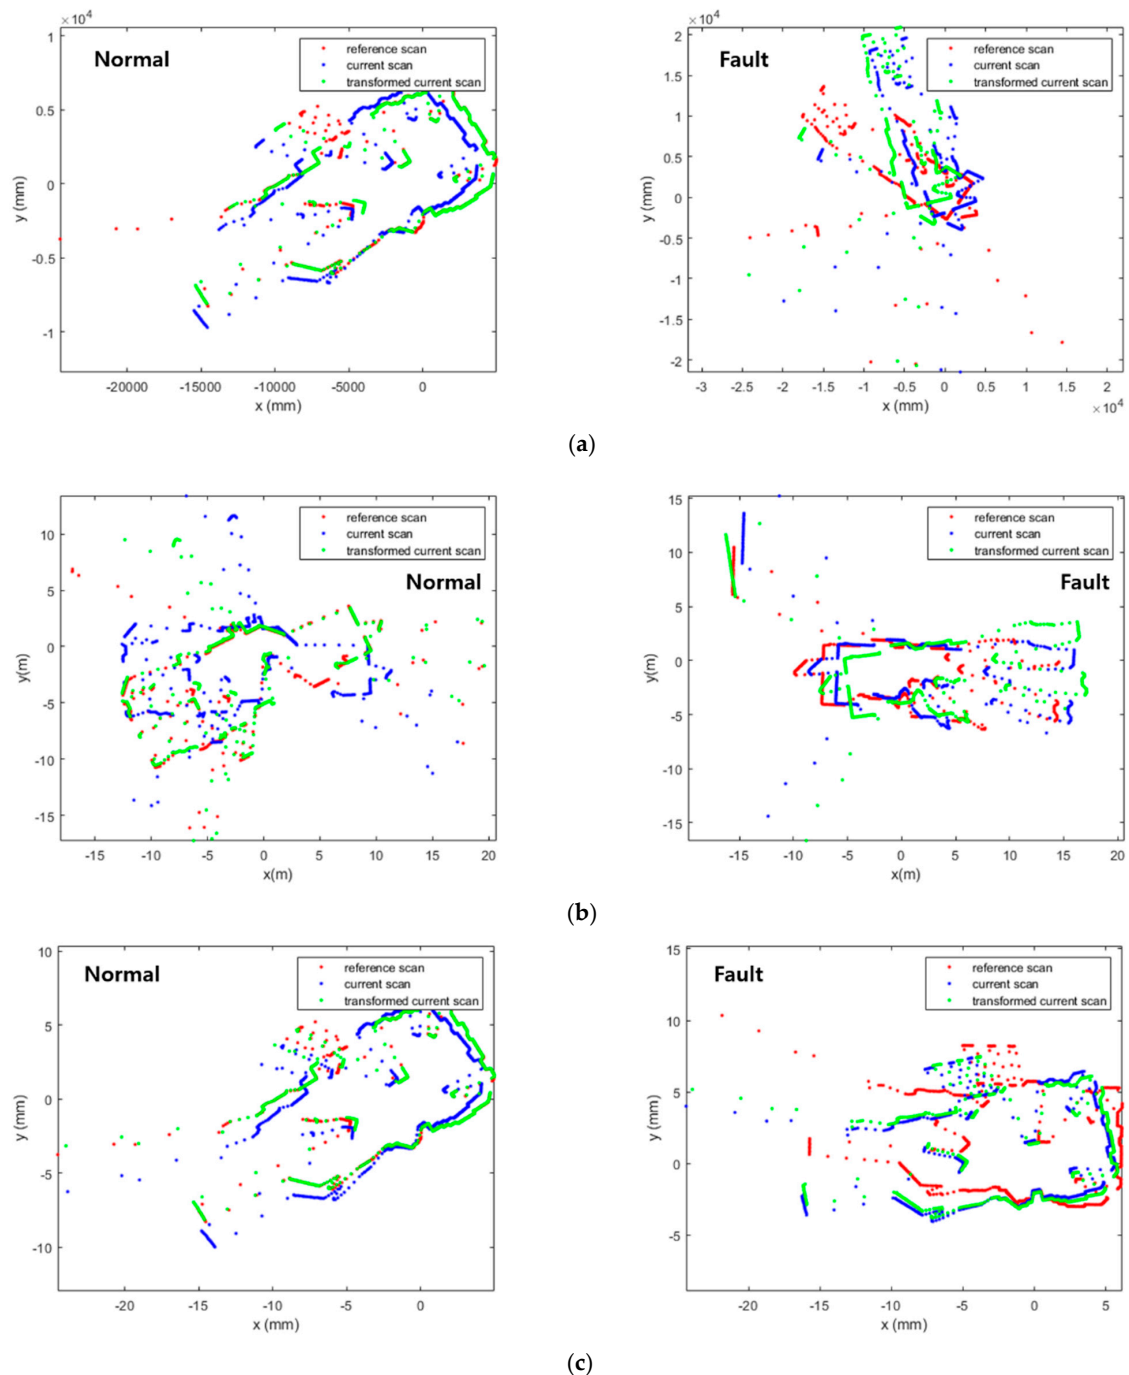 ×10⁴ ×10⁴
Normal Fault
reference scan reference scan
current scan current scan
transformed current scan transformed current scan
1 0.5 0 -0.5 -1
y (mm)
-20000 -15000 -10000 -5000 0
x (mm)
2 1.5 1 0.5 0 -0.5 -1 -1.5 -2
y (mm)
-3 -2.5 -2 -1.5 -1 -0.5 0 0.5 1 1.5 2
x (mm) ×10⁴
(a)
reference scan reference scan
current scan current scan
transformed current scan transformed current scan
Normal Fault
10 5 0 -5 -10 -15
y(m)
-15 -10 -5 0 5 10 15 20
x(m)
15 10 5 0 -5 -10 -15
y(m)
-15 -10 -5 0 5 10 15 20
x(m)
(b)
Normal Fault
reference scan reference scan
current scan current scan
transformed current scan transformed current scan
10 5 0 -5 -10
y (mm)
-20 -15 -10 -5 0
x (mm)
15 10 5 0 -5
y (mm)
-20 -15 -10 -5 0 5
x (mm)
(c)